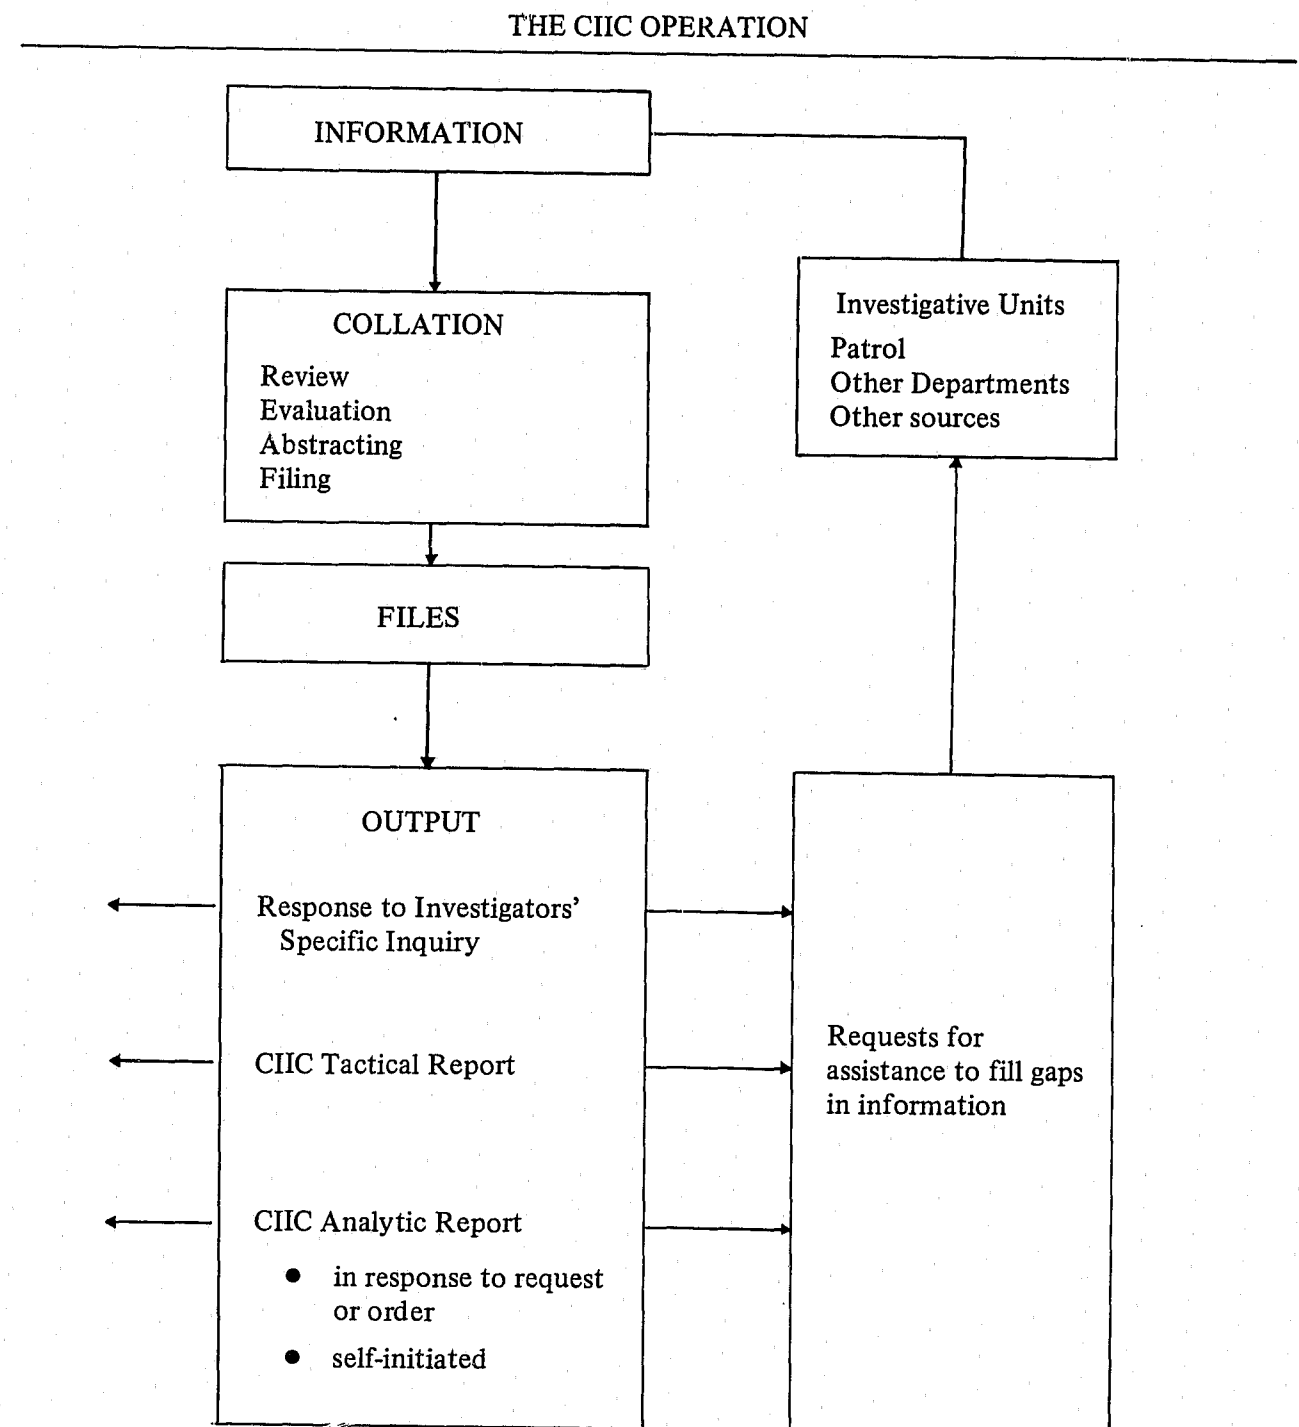 THE CIIC OPERATION
INFORMATION
COLLATION
Review
Evaluation
Abstracting
Filing
FILES
OUTPUT
Response to Investigators'
Specific Inquiry
CIIC Tactical Report
CIIC Analytic Report
● in response to request
or order
● self-initiated
Investigative Units
Patrol
Other Departments
Other sources
Requests for
assistance to fill gaps
in information